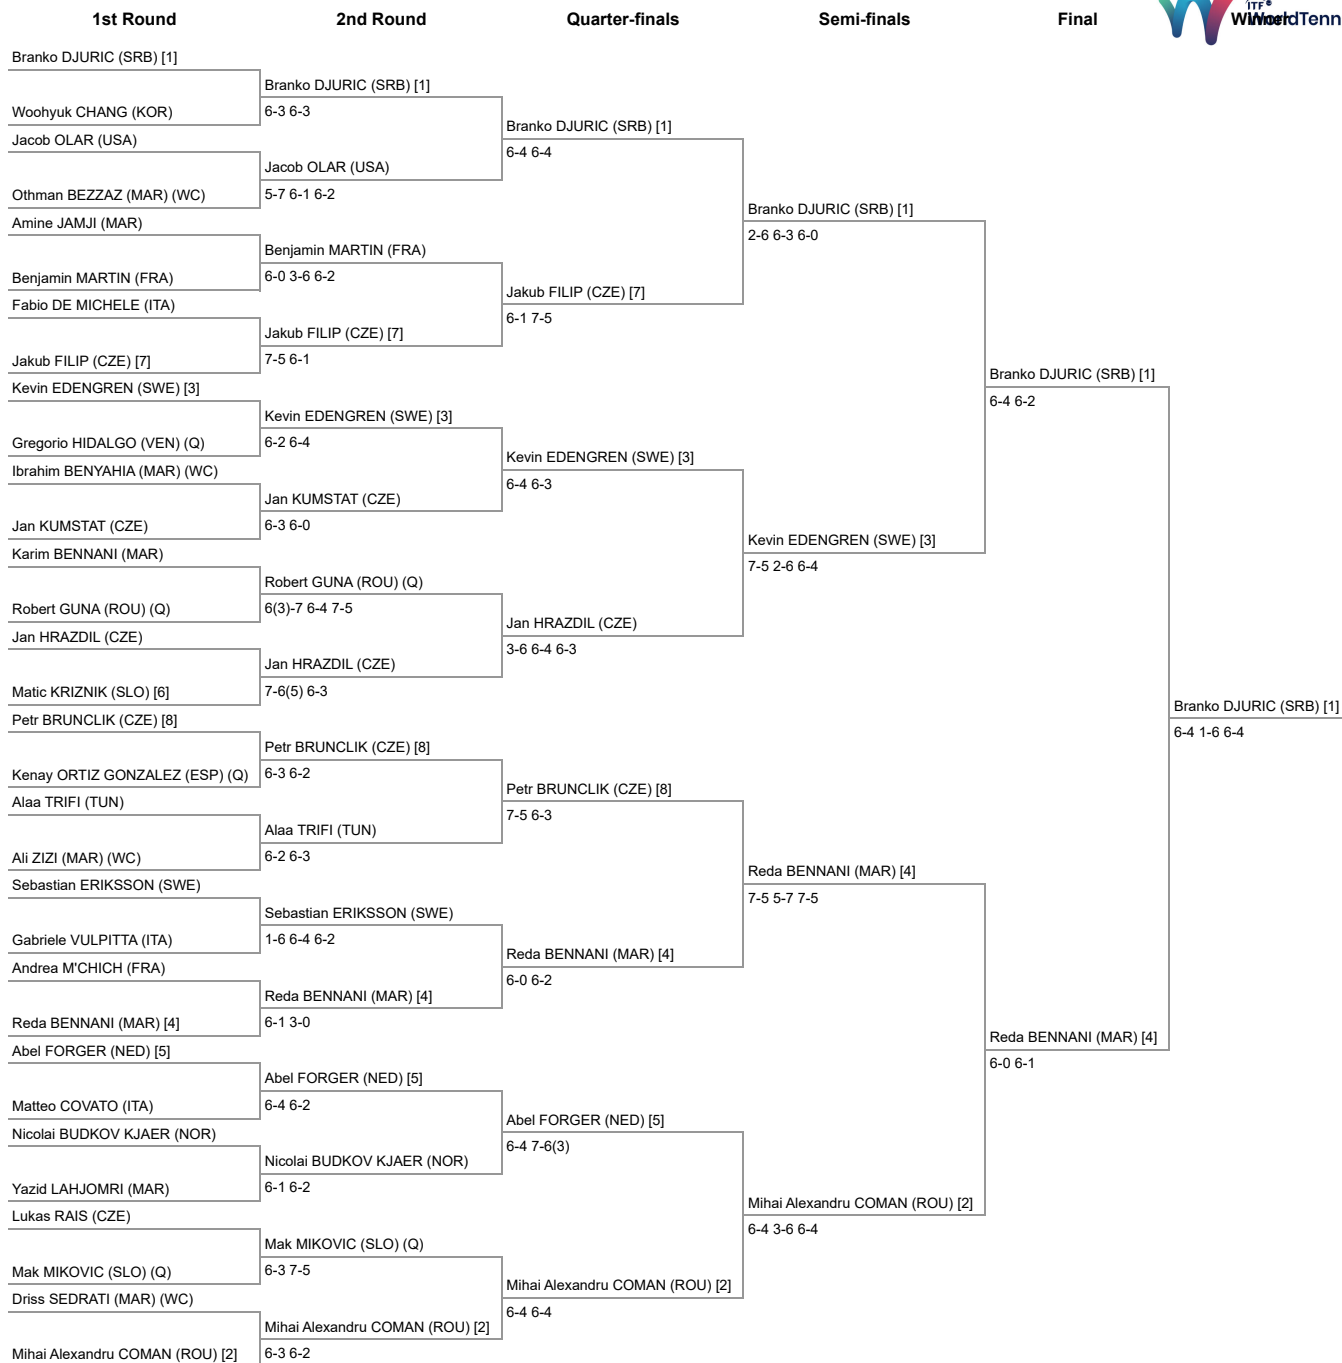 1st Round
2nd Round
Quarter-finals
Semi-finals
Final
Winner
ITF®
WorldTenn
Branko DJURIC (SRB) [1]
Woohyuk CHANG (KOR)
Jacob OLAR (USA)
Othman BEZZAZ (MAR) (WC)
Amine JAMJI (MAR)
Benjamin MARTIN (FRA)
Fabio DE MICHELE (ITA)
Jakub FILIP (CZE) [7]
Kevin EDENGREN (SWE) [3]
Gregorio HIDALGO (VEN) (Q)
Ibrahim BENYAHIA (MAR) (WC)
Jan KUMSTAT (CZE)
Karim BENNANI (MAR)
Robert GUNA (ROU) (Q)
Jan HRAZDIL (CZE)
Matic KRIZNIK (SLO) [6]
Petr BRUNCLIK (CZE) [8]
Kenay ORTIZ GONZALEZ (ESP) (Q)
Alaa TRIFI (TUN)
Ali ZIZI (MAR) (WC)
Sebastian ERIKSSON (SWE)
Gabriele VULPITTA (ITA)
Andrea M'CHICH (FRA)
Reda BENNANI (MAR) [4]
Abel FORGER (NED) [5]
Matteo COVATO (ITA)
Nicolai BUDKOV KJAER (NOR)
Yazid LAHJOMRI (MAR)
Lukas RAIS (CZE)
Mak MIKOVIC (SLO) (Q)
Driss SEDRATI (MAR) (WC)
Mihai Alexandru COMAN (ROU) [2]
Branko DJURIC (SRB) [1]
6-3 6-3
Jacob OLAR (USA)
5-7 6-1 6-2
Benjamin MARTIN (FRA)
6-0 3-6 6-2
Jakub FILIP (CZE) [7]
7-5 6-1
Kevin EDENGREN (SWE) [3]
6-2 6-4
Jan KUMSTAT (CZE)
6-3 6-0
Robert GUNA (ROU) (Q)
6(3)-7 6-4 7-5
Jan HRAZDIL (CZE)
7-6(5) 6-3
Petr BRUNCLIK (CZE) [8]
6-3 6-2
Alaa TRIFI (TUN)
6-2 6-3
Sebastian ERIKSSON (SWE)
1-6 6-4 6-2
Reda BENNANI (MAR) [4]
6-1 3-0
Abel FORGER (NED) [5]
6-4 6-2
Nicolai BUDKOV KJAER (NOR)
6-1 6-2
Mak MIKOVIC (SLO) (Q)
6-3 7-5
Mihai Alexandru COMAN (ROU) [2]
6-3 6-2
Branko DJURIC (SRB) [1]
6-4 6-4
Jakub FILIP (CZE) [7]
6-1 7-5
Kevin EDENGREN (SWE) [3]
6-4 6-3
Jan HRAZDIL (CZE)
3-6 6-4 6-3
Petr BRUNCLIK (CZE) [8]
7-5 6-3
Reda BENNANI (MAR) [4]
6-0 6-2
Abel FORGER (NED) [5]
6-4 7-6(3)
Mihai Alexandru COMAN (ROU) [2]
6-4 6-4
Branko DJURIC (SRB) [1]
2-6 6-3 6-0
Kevin EDENGREN (SWE) [3]
7-5 2-6 6-4
Reda BENNANI (MAR) [4]
7-5 5-7 7-5
Mihai Alexandru COMAN (ROU) [2]
6-4 3-6 6-4
Branko DJURIC (SRB) [1]
6-4 6-2
Reda BENNANI (MAR) [4]
6-0 6-1
Branko DJURIC (SRB) [1]
6-4 1-6 6-4